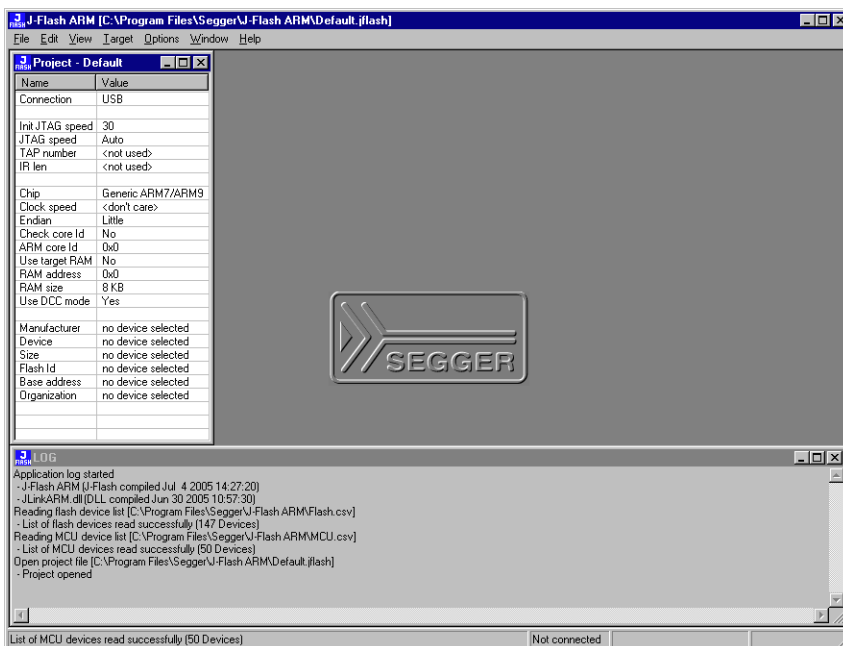 J-Flash ARM [C:\Program Files\Segger\J-Flash ARM\Default.jflash]
File Edit View Target Options Window Help
Project - Default
Name Value
Connection USB
Init JTAG speed 30
JTAG speed Auto
TAP number <not used>
IR len <not used>
Chip Generic ARM7/ARM9
Clock speed <don't care>
Endian Little
Check core Id No
ARM core Id 0x0
Use target RAM No
RAM address 0x0
RAM size 8 KB
Use DCC mode Yes
Manufacturer no device selected
Device no device selected
Size no device selected
Flash Id no device selected
Base address no device selected
Organization no device selected
SEGGER
LOG
Application log started
- J-Flash ARM (J-Flash compiled Jul 4 2005 14:27:20)
- JLinkARM.dll (DLL compiled Jun 30 2005 10:57:30)
Reading flash device list [C:\Program Files\Segger\J-Flash ARM\Flash.csv]
- List of flash devices read successfully (147 Devices)
Reading MCU device list [C:\Program Files\Segger\J-Flash ARM\MCU.csv]
- List of MCU devices read successfully (50 Devices)
Open project file [C:\Program Files\Segger\J-Flash ARM\Default.jflash]
- Project opened
List of MCU devices read successfully (50 Devices) Not connected